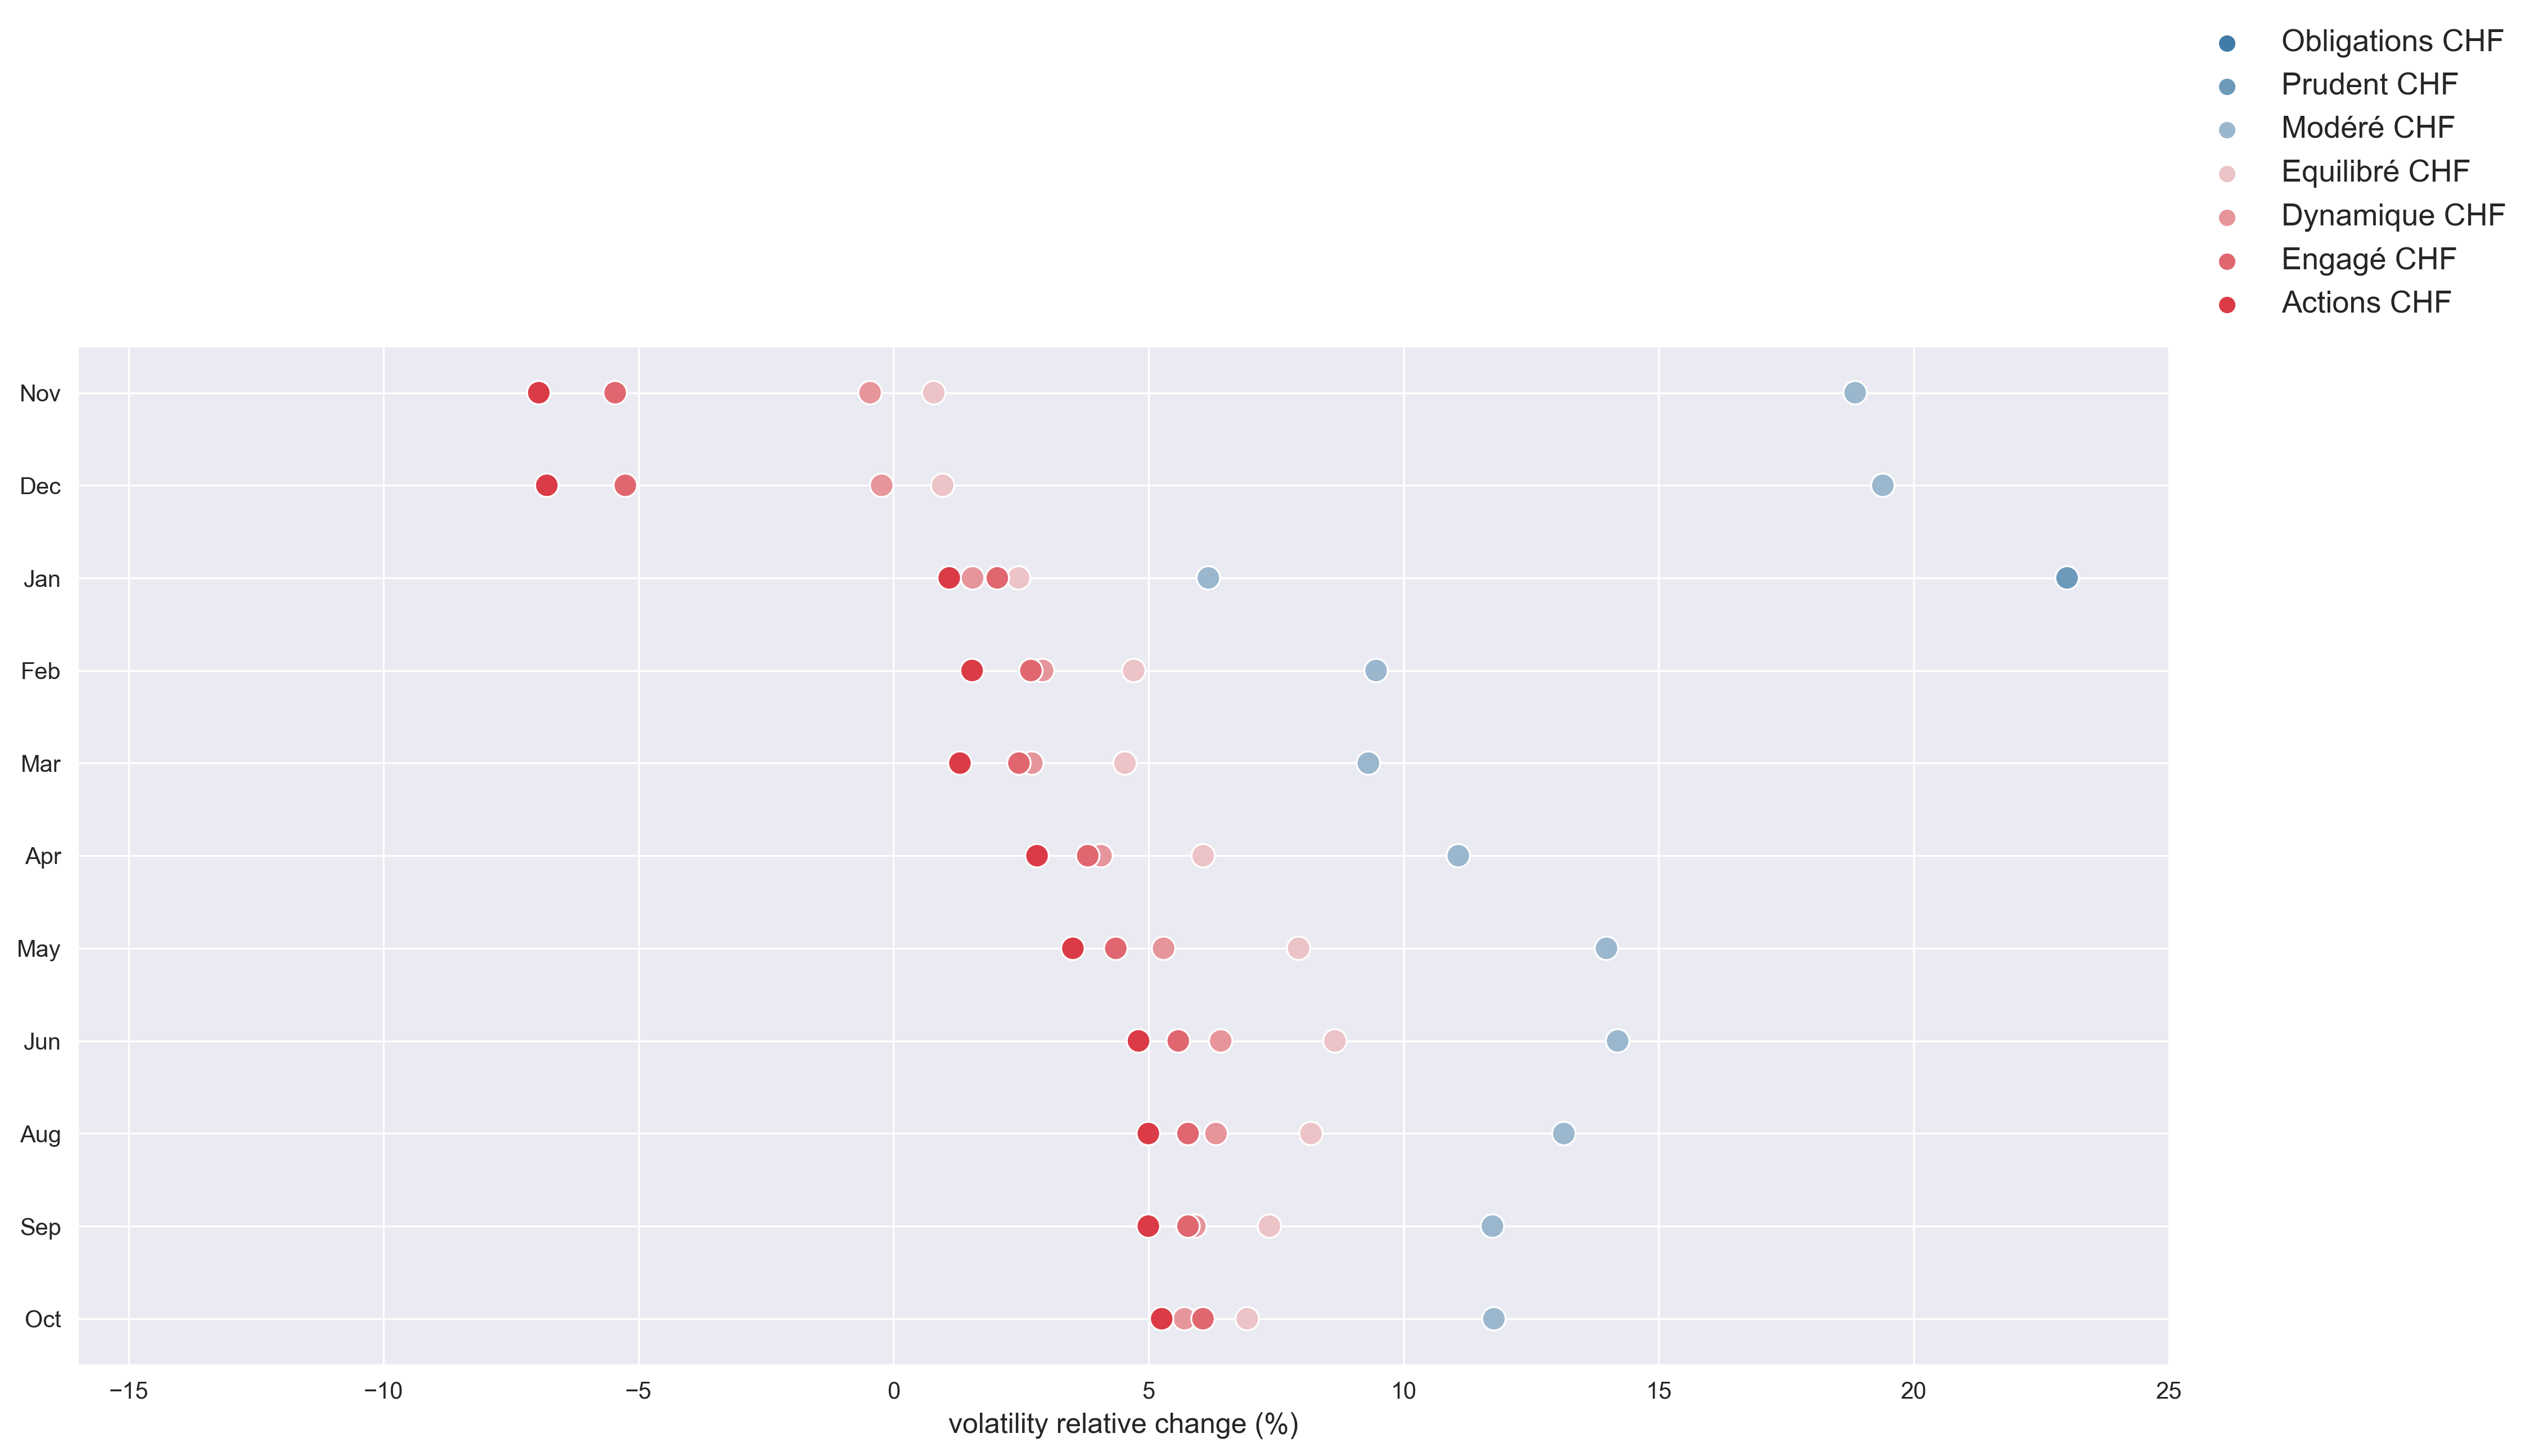 Obligations CHF
Prudent CHF
Modéré CHF
Equilibré CHF
Dynamique CHF
Engagé CHF
Actions CHF
Nov
Dec
Jan
Feb
Mar
Apr
May
Jun
Aug
Sep
Oct
−15 −10 −5 0 5 10 15 20 25
volatility relative change (%)